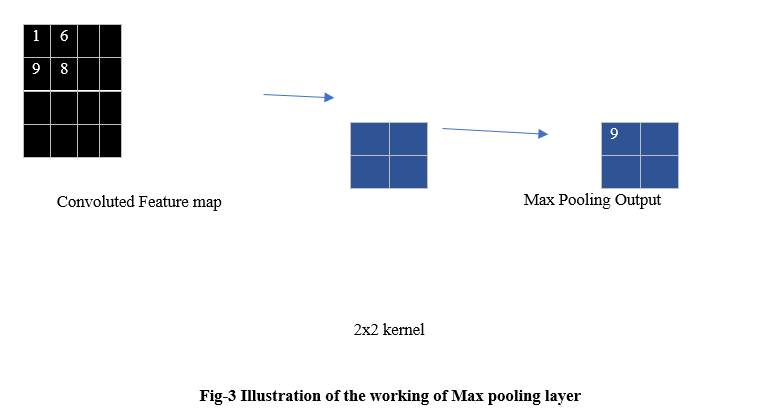 1 6
9 8
9
Convoluted Feature map
Max Pooling Output
2x2 kernel
Fig-3 Illustration of the working of Max pooling layer